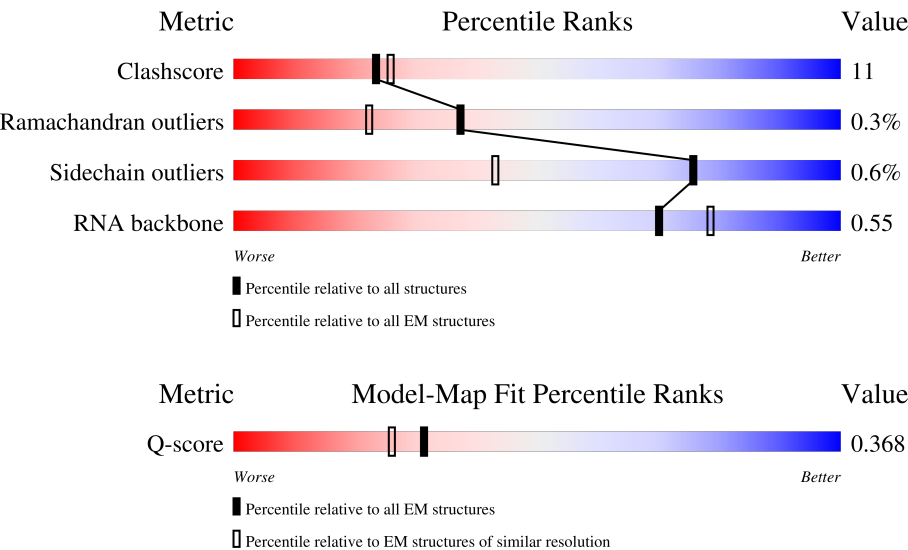 Metric Percentile Ranks Value
Clashscore 11
Ramachandran outliers 0.3%
Sidechain outliers 0.6%
RNA backbone 0.55
Worse Better
Percentile relative to all structures
Percentile relative to all EM structures
Metric Model-Map Fit Percentile Ranks Value
Q-score 0.368
Worse Better
Percentile relative to all EM structures
Percentile relative to EM structures of similar resolution